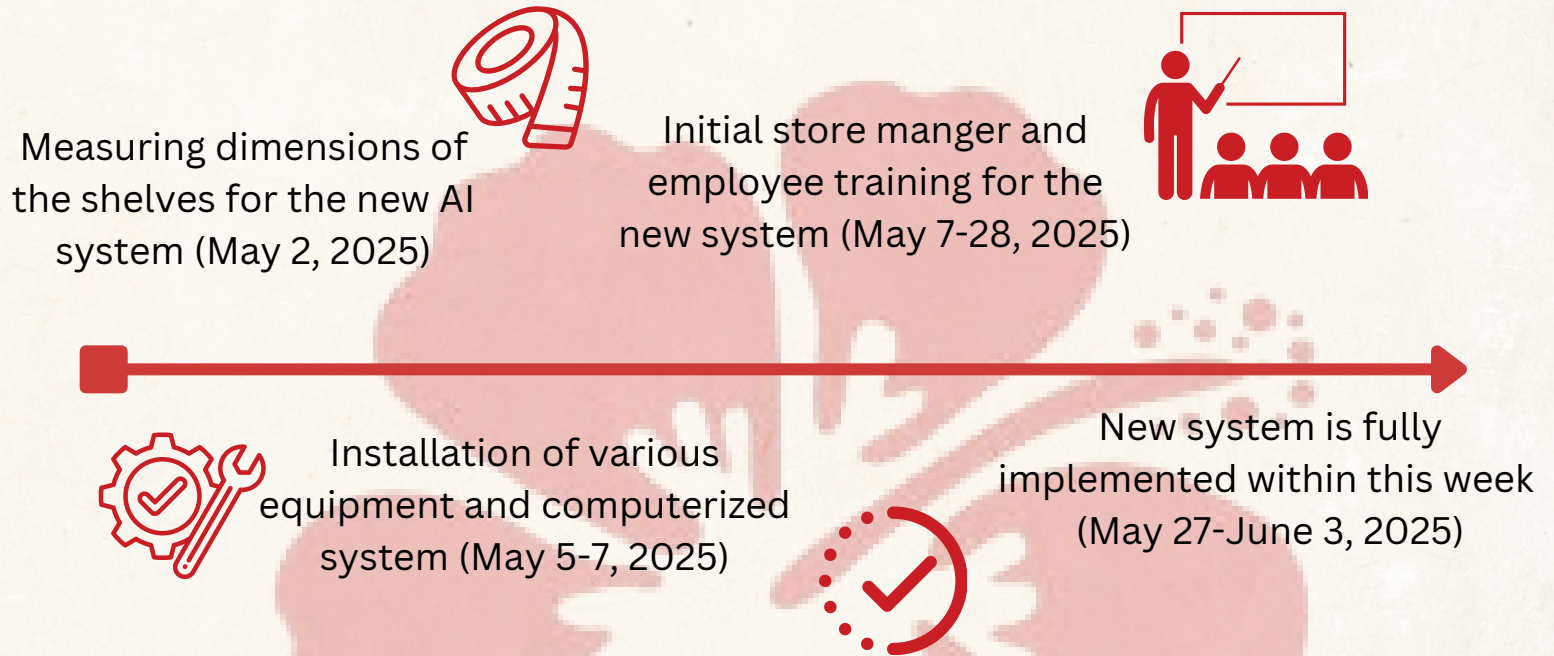 Measuring dimensions of
the shelves for the new AI
system (May 2, 2025)
Installation of various
equipment and computerized
system (May 5-7, 2025)
Initial store manger and
employee training for the
new system (May 7-28, 2025)
New system is fully
implemented within this week
(May 27-June 3, 2025)